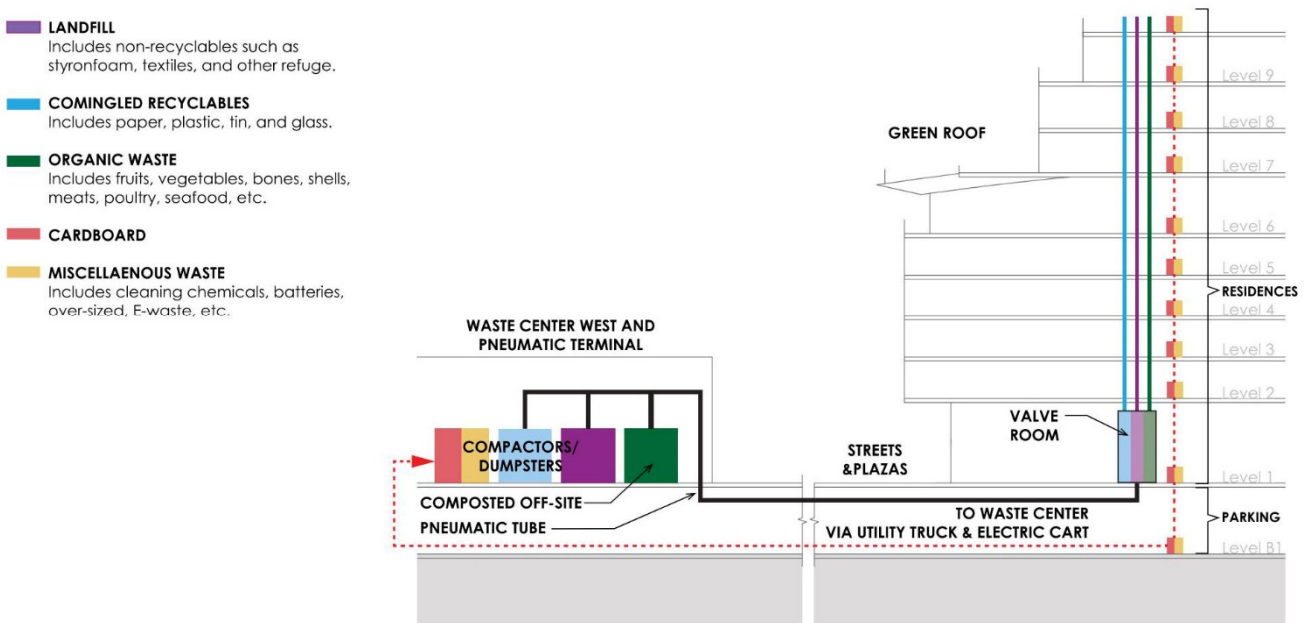 LANDFILL
Includes non-recyclables such as
styronfoam, textiles, and other refuge.
COMINGLED RECYCLABLES
Includes paper, plastic, tin, and glass.
ORGANIC WASTE
Includes fruits, vegetables, bones, shells,
meats, poultry, seafood, etc.
CARDBOARD
MISCELLAENOUS WASTE
Includes cleaning chemicals, batteries,
over-sized, E-waste, etc.
WASTE CENTER WEST AND
PNEUMATIC TERMINAL
COMPACTORS/
DUMPSTERS
COMPOSTED OFF-SITE
PNEUMATIC TUBE
GREEN ROOF
STREETS
&PLAZAS
VALVE
ROOM
TO WASTE CENTER
VIA UTILITY TRUCK & ELECTRIC CART
Level 9
Level 8
Level 7
Level 6
Level 5
RESIDENCES
Level 4
Level 3
Level 2
Level 1
PARKING
Level B1